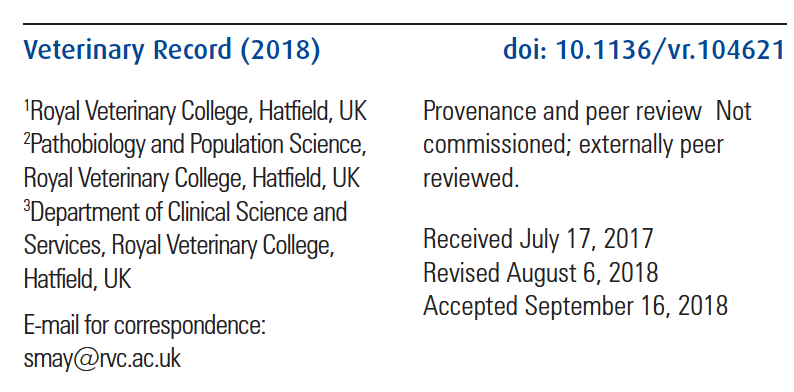 Veterinary Record (2018)
doi: 10.1136/vr.104621
¹Royal Veterinary College, Hatfield, UK
²Pathobiology and Population Science,
Royal Veterinary College, Hatfield, UK
³Department of Clinical Science and
Services, Royal Veterinary College,
Hatfield, UK
E-mail for correspondence:
smay@rvc.ac.uk
Provenance and peer review  Not
commissioned; externally peer
reviewed.
Received July 17, 2017
Revised August 6, 2018
Accepted September 16, 2018